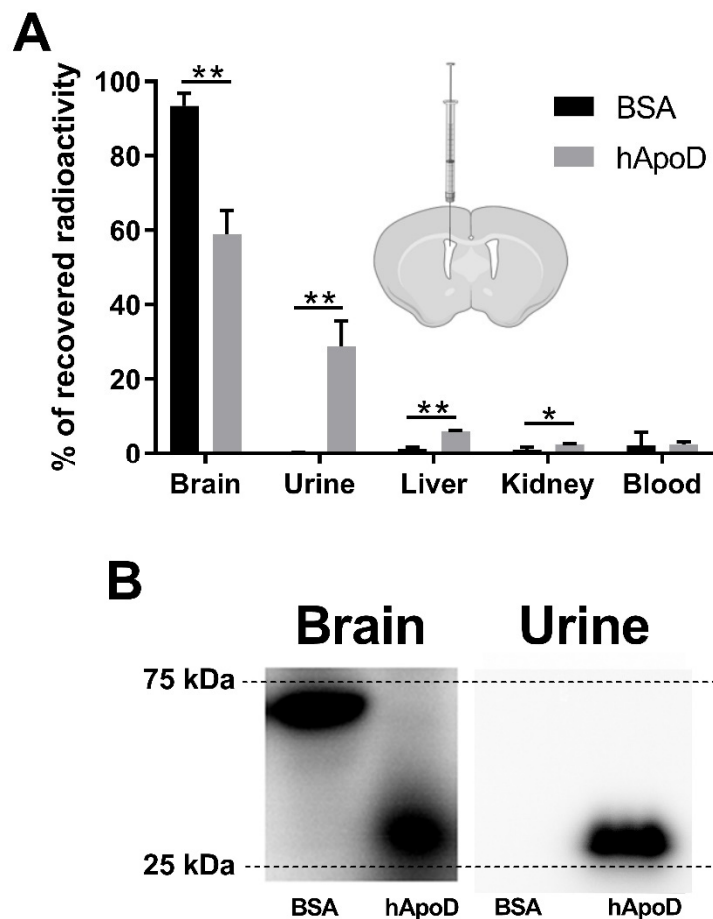 A
% of recovered radioactivity
100
80
60
40
20
0
**
**
**
*
BSA
hApoD
Brain Urine Liver Kidney Blood
B
Brain Urine
75 kDa
25 kDa
BSA hApoD BSA hApoD